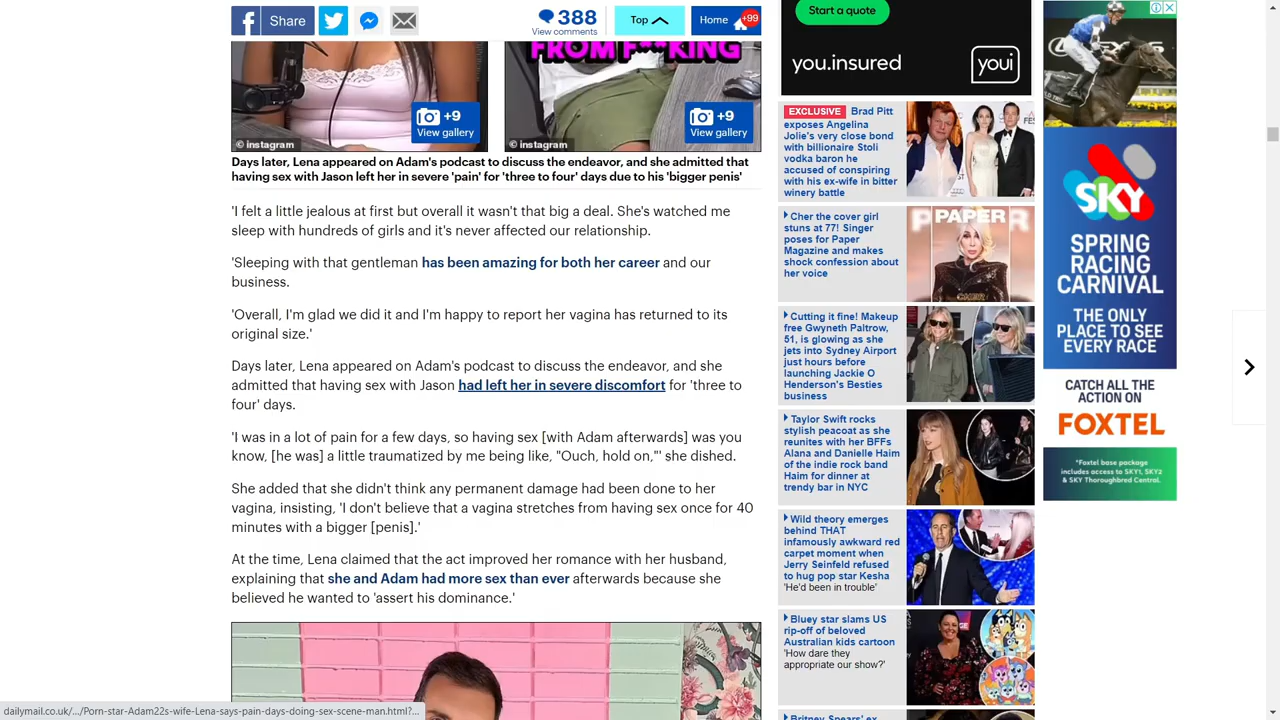 Share
388
View comments
Top
Home
+99
FROM F**KING
+9
View gallery
© instagram
+9
View gallery
© instagram
Days later, Lena appeared on Adam's podcast to discuss the endeavor, and she admitted that
having sex with Jason left her in severe 'pain' for 'three to four' days due to his 'bigger penis'
'I felt a little jealous at first but overall it wasn't that big a deal. She's watched me
sleep with hundreds of girls and it's never affected our relationship.
'Sleeping with that gentleman has been amazing for both her career and our
business.
'Overall, I'm glad we did it and I'm happy to report her vagina has returned to its
original size.'
Days later, Lena appeared on Adam's podcast to discuss the endeavor, and she
admitted that having sex with Jason had left her in severe discomfort for 'three to
four' days.
'I was in a lot of pain for a few days, so having sex [with Adam afterwards] was you
know, [he was] a little traumatized by me being like, "Ouch, hold on,"' she dished.
She added that she didn't think any permanent damage had been done to her
vagina, insisting, 'I don't believe that a vagina stretches from having sex once for 40
minutes with a bigger [penis].'
At the time, Lena claimed that the act improved her romance with her husband,
explaining that she and Adam had more sex than ever afterwards because she
believed he wanted to 'assert his dominance.'
Start a quote
you.insured
youi
EXCLUSIVE Brad Pitt
exposes Angelina
Jolie's very close bond
with billionaire Stoli
vodka baron he
accused of conspiring
with his ex-wife in bitter
winery battle
Cher the cover girl
stuns at 77! Singer
poses for Paper
Magazine and makes
shock confession about
her voice
PAPER
Cutting it fine! Makeup
free Gwyneth Paltrow,
51, is glowing as she
jets into Sydney Airport
just hours before
launching Jackie O
Henderson's Besties
business
Taylor Swift rocks
stylish peacoat as she
reunites with her BFFs
Alana and Danielle Haim
of the indie rock band
Haim for dinner at
trendy bar in NYC
Wild theory emerges
behind THAT
infamously awkward red
carpet moment when
Jerry Seinfeld refused
to hug pop star Kesha
'He'd been in trouble'
Bluey star slams US
rip-off of beloved
Australian kids cartoon
'How dare they
appropriate our show?'
Britney Spears' ex
SKY
SPRING
RACING
CARNIVAL
THE ONLY
PLACE TO SEE
EVERY RACE
CATCH ALL THE
ACTION ON
FOXTEL
*Foxtel base package
includes access to SKY1, SKY2
& SKY Thoroughbred Central.
dailymail.co.uk/.../Porn-star-Adam22s-wife-Lena-says-pain-days-doing-sex-scene-man.html?...